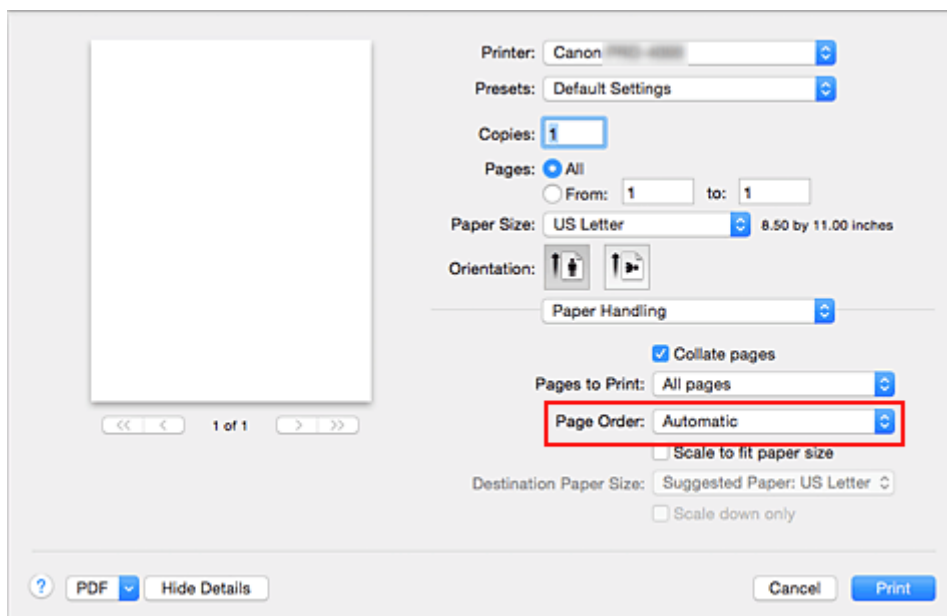 Printer: Canon
Presets: Default Settings
Copies: 1
Pages: All
From: 1 to: 1
Paper Size: US Letter 8.50 by 11.00 inches
Orientation:
Paper Handling
Collate pages
Pages to Print: All pages
Page Order: Automatic
Scale to fit paper size
Destination Paper Size: Suggested Paper: US Letter
Scale down only
<< < 1 of 1 > >>
? PDF Hide Details Cancel Print